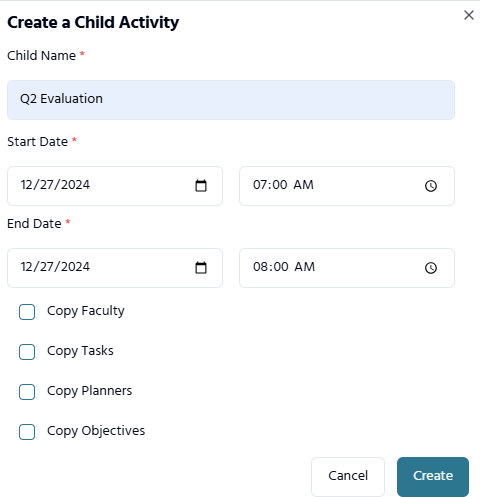 Create a Child Activity
Child Name *
Q2 Evaluation
Start Date *
12/27/2024 07:00 AM
End Date *
12/27/2024 08:00 AM
Copy Faculty
Copy Tasks
Copy Planners
Copy Objectives
Cancel Create